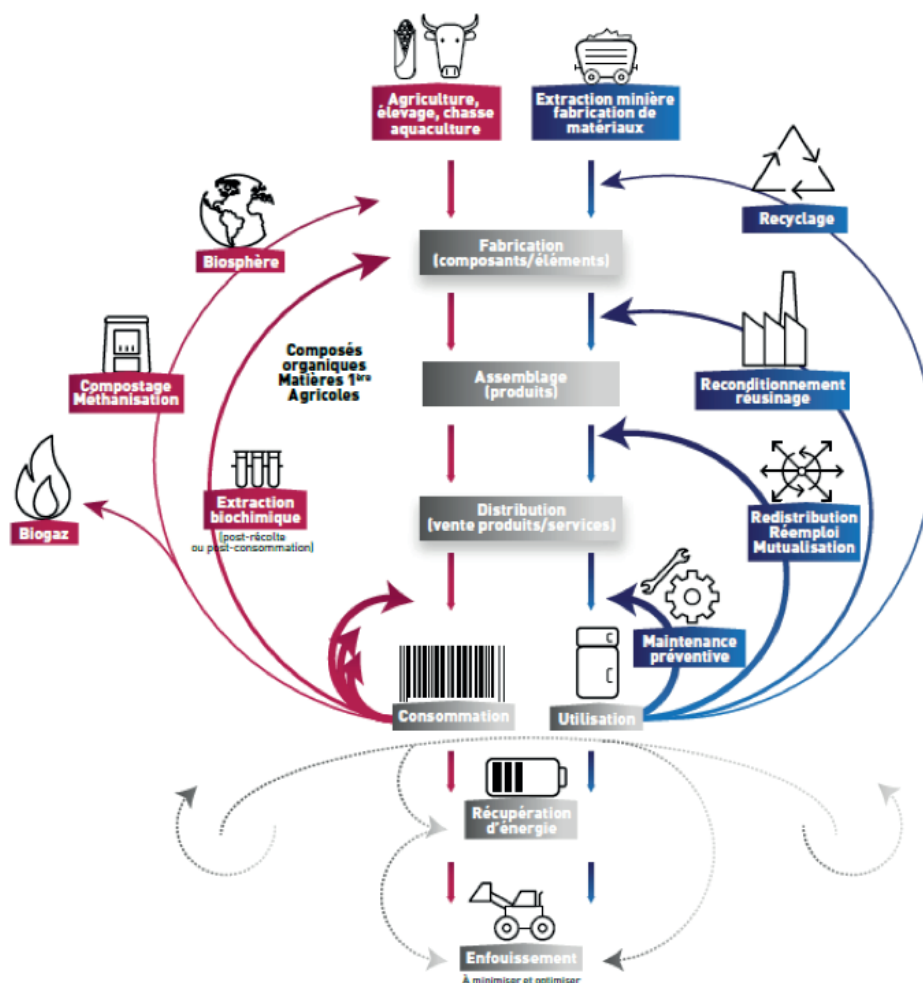 Agriculture,
élevage, chasse
aquaculture
Extraction minière
fabrication de
matériaux
Recyclage
Biosphère
Fabrication
(composants/éléments)
Composés
organiques
Matières 1ère
Agricoles
Compostage
Méthanisation
Assemblage
(produits)
Reconditionnement
réusinage
Extraction
biochimique
(post-récolte
ou post-consommation)
Biogaz
Distribution
(vente produits/services)
Redistribution
Réemploi
Mutualisation
Maintenance
préventive
Consommation
Utilisation
Récupération
d'énergie
Enfouissement
À minimiser et optimiser